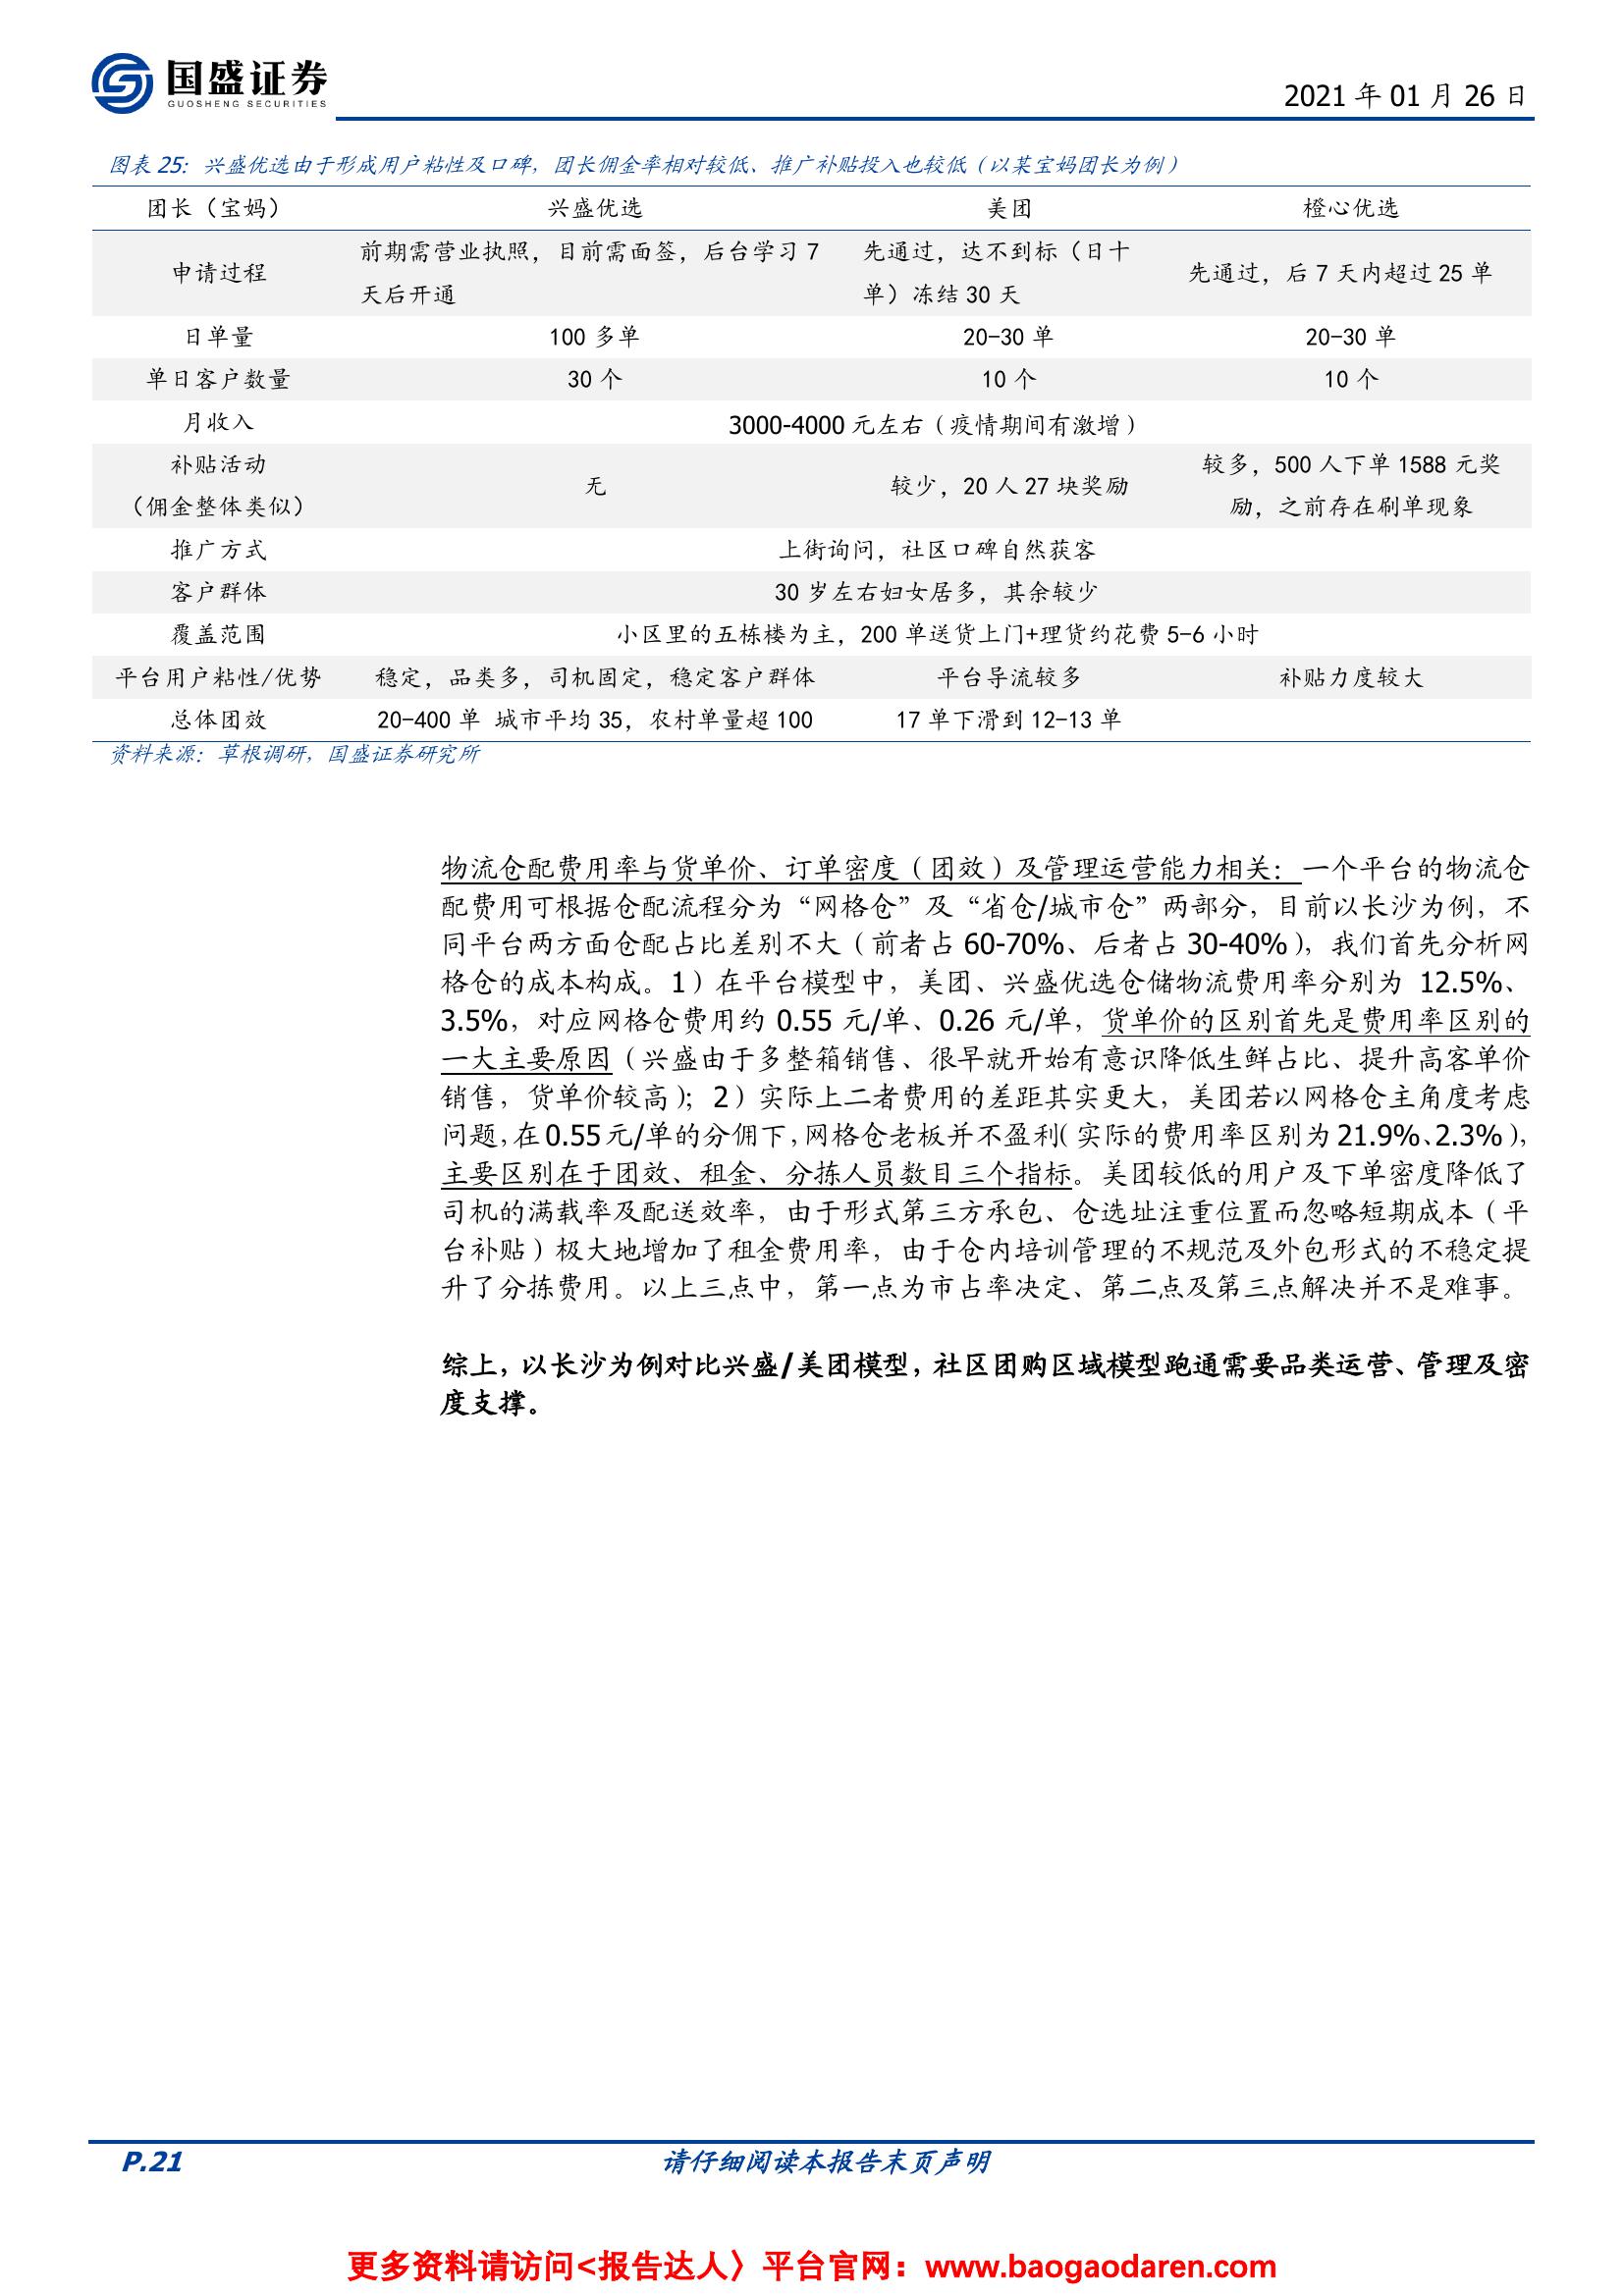 国盛证券
GUOSHENG SECURITIES
2021 年 01 月 26 日
图表 25：兴盛优选由于形成用户粘性及口碑，团长佣金率相对较低、推广补贴投入也较低（以某宝妈团长为例）
团长（宝妈） 兴盛优选 美团 橙心优选
申请过程 前期需营业执照，目前需面签，后台学习 7 天后开通 先通过，达不到标（日十单）冻结 30 天 先通过，后 7 天内超过 25 单
日单量 100 多单 20-30 单 20-30 单
单日客户数量 30 个 10 个 10 个
月收入 3000-4000 元左右（疫情期间有激增）
补贴活动（佣金整体类似） 无 较少，20 人 27 块奖励 较多，500 人下单 1588 元奖励，之前存在刷单现象
推广方式 上街询问，社区口碑自然获客
客户群体 30 岁左右妇女居多，其余较少
覆盖范围 小区里的五栋楼为主，200 单送货上门+理货约花费 5-6 小时
平台用户粘性/优势 稳定，品类多，司机固定，稳定客户群体 平台导流较多 补贴力度较大
总体团效 20-400 单 城市平均 35，农村单量超 100 17 单下滑到 12-13 单
资料来源：草根调研，国盛证券研究所
物流仓配费用率与货单价、订单密度（团效）及管理运营能力相关：一个平台的物流仓
配费用可根据仓配流程分为“网格仓”及“省仓/城市仓”两部分，目前以长沙为例，不
同平台两方面仓配占比差别不大（前者占 60-70%、后者占 30-40%），我们首先分析网
格仓的成本构成。1）在平台模型中，美团、兴盛优选仓储物流费用率分别为 12.5%、
3.5%，对应网格仓费用约 0.55 元/单、0.26 元/单，货单价的区别首先是费用率区别的
一大主要原因（兴盛由于多整箱销售、很早就开始有意识降低生鲜占比、提升高客单价
销售，货单价较高）；2）实际上二者费用的差距其实更大，美团若以网格仓主角度考虑
问题，在 0.55 元/单的分佣下，网格仓老板并不盈利（实际的费用率区别为 21.9%、2.3%），
主要区别在于团效、租金、分拣人员数目三个指标。美团较低的用户及下单密度降低了
司机的满载率及配送效率，由于形式第三方承包、仓选址注重位置而忽略短期成本（平
台补贴）极大地增加了租金费用率，由于仓内培训管理的不规范及外包形式的不稳定提
升了分拣费用。以上三点中，第一点为市占率决定、第二点及第三点解决并不是难事。
综上，以长沙为例对比兴盛/美团模型，社区团购区域模型跑通需要品类运营、管理及密
度支撑。
P.21 请仔细阅读本报告末页声明
更多资料请访问<报告达人〉平台官网：www.baogaodaren.com